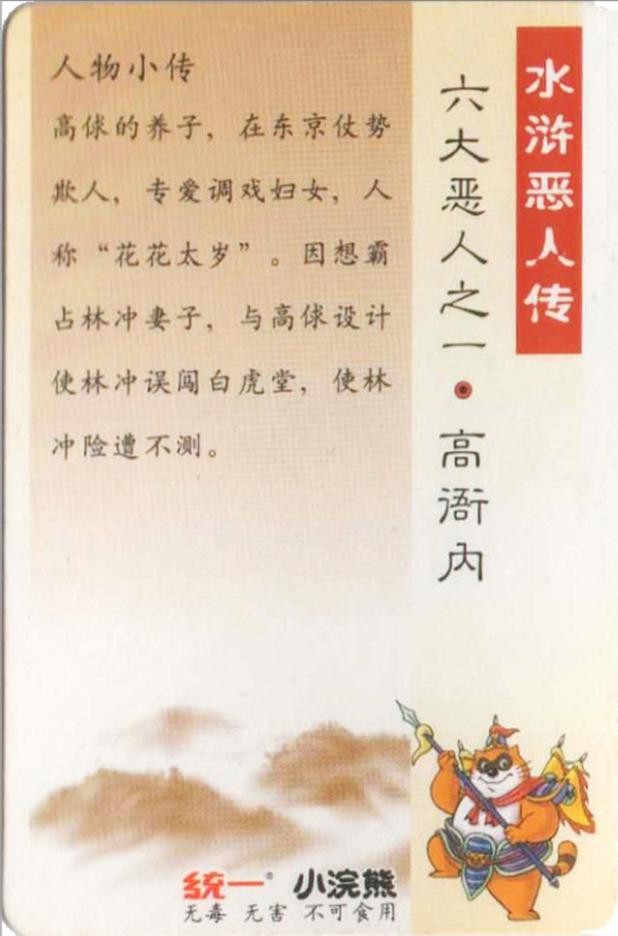 水浒恶人传
六大恶人之一•高衙内
人物小传
高俅的养子，在东京仗势
欺人，专爱调戏妇女，人
称“花花太岁”。因想霸
占林冲妻子，与高俅设计
使林冲误闯白虎堂，使林
冲险遭不测。
统一® 小浣熊
无毒 无害 不可食用